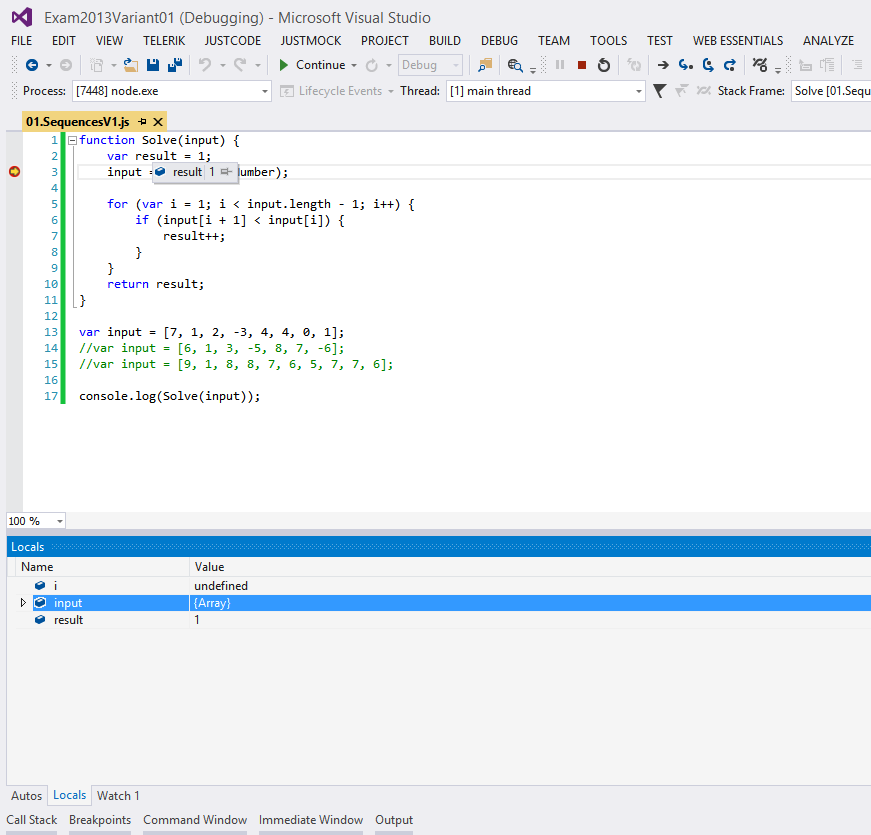 Exam2013Variant01 (Debugging) - Microsoft Visual Studio
FILE EDIT VIEW TELERIK JUSTCODE JUSTMOCK PROJECT BUILD DEBUG TEAM TOOLS TEST WEB ESSENTIALS ANALYZE
Continue Debug
Process: [7448] node.exe Lifecycle Events Thread: [1] main thread Stack Frame: Solve [01.Sequ
01.SequencesV1.js
1 function Solve(input) {
2 var result = 1;
3 input = result 1 umber);
4
5 for (var i = 1; i < input.length - 1; i++) {
6 if (input[i + 1] < input[i]) {
7 result++;
8 }
9 }
10 return result;
11 }
12
13 var input = [7, 1, 2, -3, 4, 4, 0, 1];
14 //var input = [6, 1, 3, -5, 8, 7, -6];
15 //var input = [9, 1, 8, 8, 7, 6, 5, 7, 7, 6];
16
17 console.log(Solve(input));
100 %
Locals
Name Value
i undefined
input {Array}
result 1
Autos Locals Watch 1
Call Stack Breakpoints Command Window Immediate Window Output